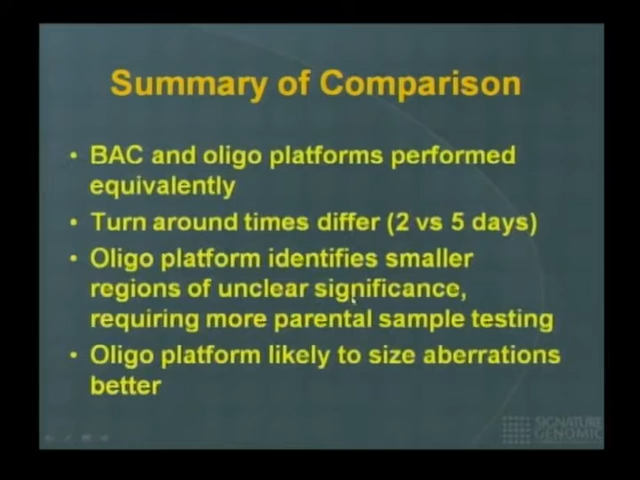 Summary of Comparison
• BAC and oligo platforms performed
equivalently
• Turn around times differ (2 vs 5 days)
• Oligo platform identifies smaller
regions of unclear significance,
requiring more parental sample testing
• Oligo platform likely to size aberrations
better
SIGNATURE
GENOMIC